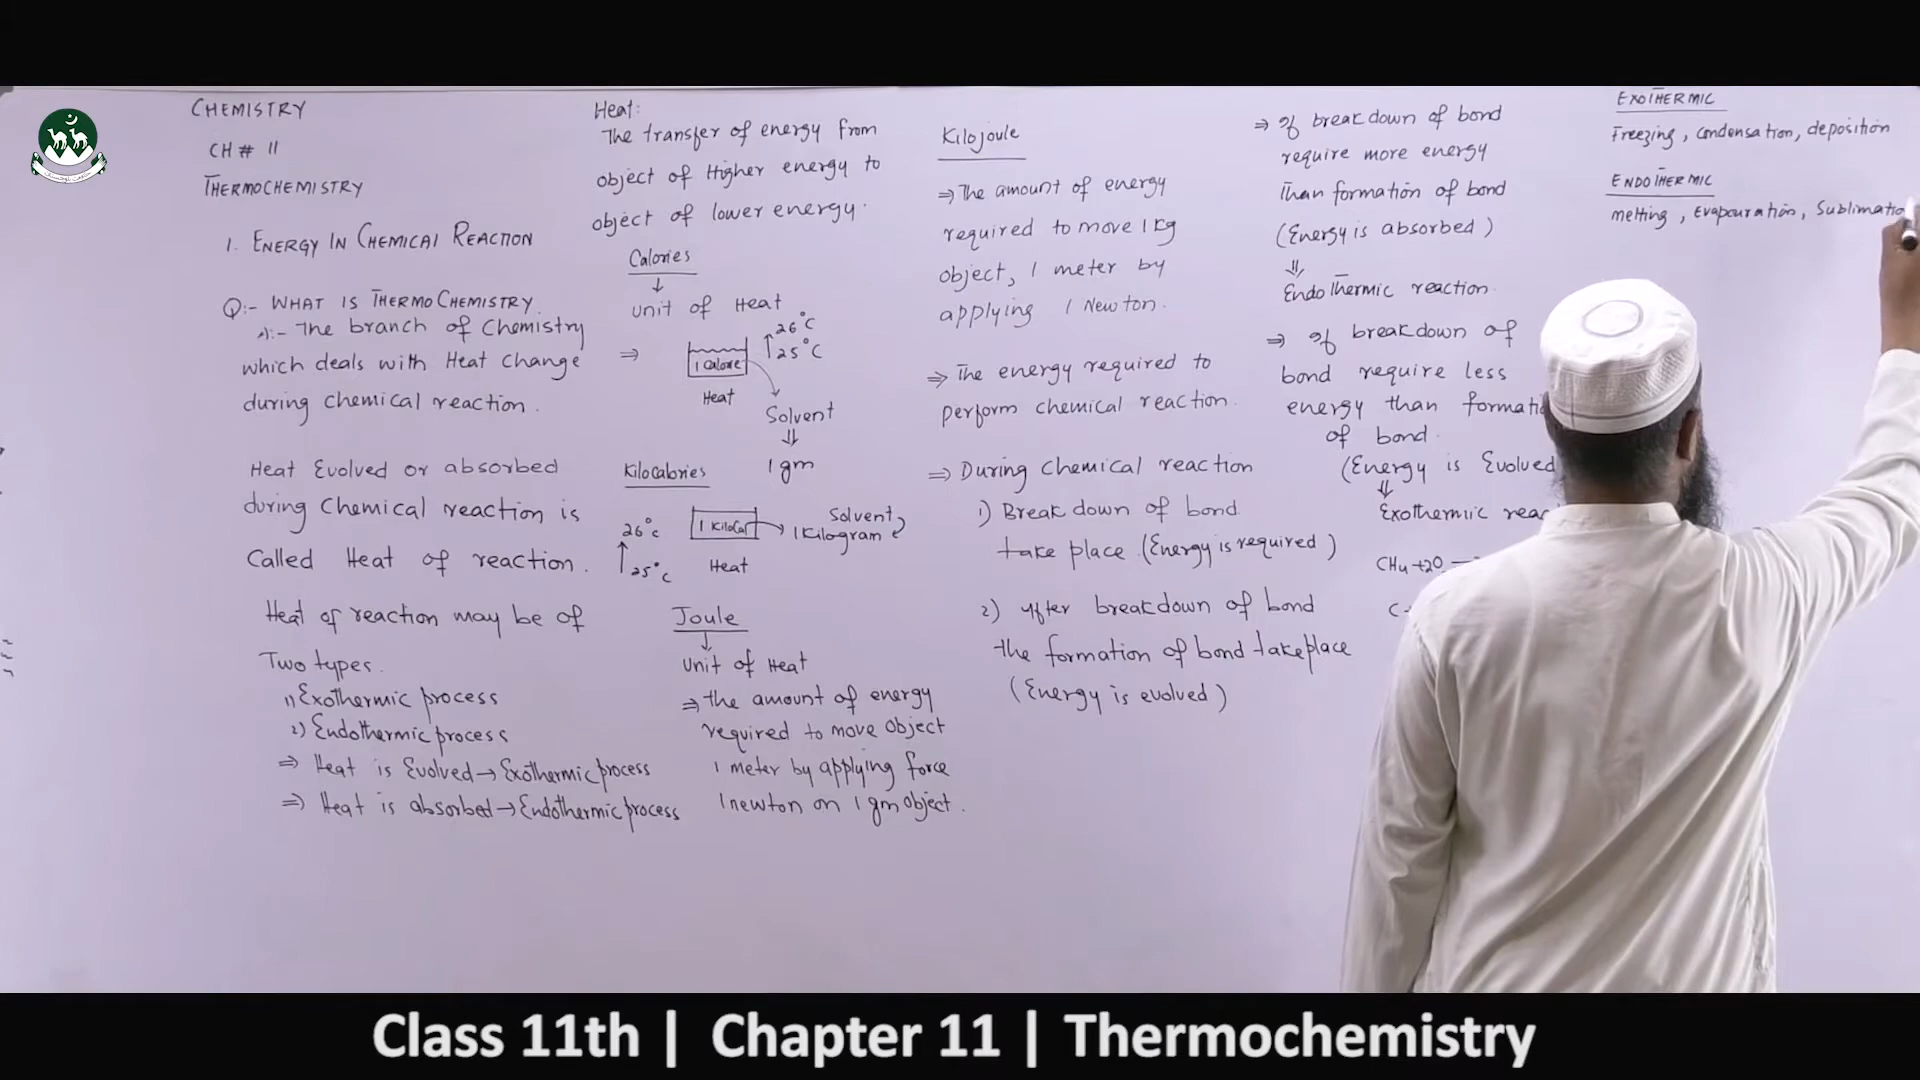 CHEMISTRY
CH # 11
THERMOCHEMISTRY
1. ENERGY IN CHEMICAL REACTION
Q:- WHAT IS THERMOCHEMISTRY.
A:- The branch of Chemistry
which deals with Heat change
during chemical reaction.
Heat Evolved or absorbed
during Chemical reaction is
Called Heat of reaction.
Heat of reaction may be of
Two types.
1) Exothermic process
2) Endothermic process
⇒ Heat is Evolved → Exothermic process
⇒ Heat is absorbed → Endothermic process
Heat:
The transfer of energy from
object of Higher energy to
object of lower energy.
Calories
↓
Unit of Heat
⇒ 1 Calorie ↑ 26°C
25°C
Heat
Solvent
⇓
1 gm
Kilocalories
26°C
↑ 25°C
1 KiloCal → 1 Kilogram
Solvent
Heat
Joule
↓
Unit of Heat
⇒ the amount of energy
required to move object
1 meter by applying force
1 newton on 1 gm object.
Kilojoule
⇒ The amount of energy
required to move 1 Kg
object, 1 meter by
applying 1 Newton.
⇒ The energy required to
perform chemical reaction.
⇒ During chemical reaction
1) Break down of bond
take place. (Energy is required)
2) After breakdown of bond
the formation of bond takeplace
(Energy is evolved)
⇒ If breakdown of bond
require more energy
Than formation of bond
(Energy is absorbed)
⇓
EndoThermic reaction.
⇒ If breakdown of
bond require less
energy than formati
of bond.
(Energy is Evolved
⇓
Exothermic reac
CH4+2O
C
EXOTHERMIC
Freezing, Condensation, deposition
ENDOTHERMIC
melting, Evapouration, Sublimatio
Class 11th | Chapter 11 | Thermochemistry